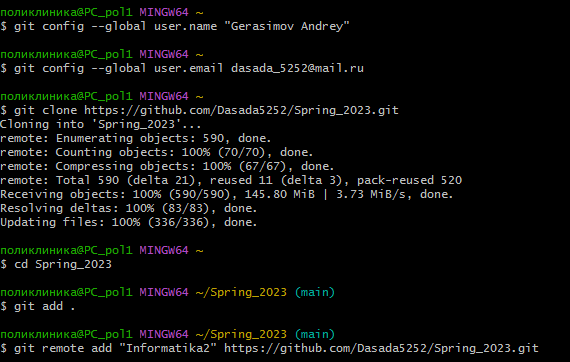 поликлиника@PC_pol1 MINGW64 ~
$ git config --global user.name "Gerasimov Andrey"
поликлиника@PC_pol1 MINGW64 ~
$ git config --global user.email dasada_5252@mail.ru
поликлиника@PC_pol1 MINGW64 ~
$ git clone https://github.com/Dasada5252/Spring_2023.git
Cloning into 'Spring_2023'...
remote: Enumerating objects: 590, done.
remote: Counting objects: 100% (70/70), done.
remote: Compressing objects: 100% (67/67), done.
remote: Total 590 (delta 21), reused 11 (delta 3), pack-reused 520
Receiving objects: 100% (590/590), 145.80 MiB | 3.73 MiB/s, done.
Resolving deltas: 100% (83/83), done.
Updating files: 100% (336/336), done.
поликлиника@PC_pol1 MINGW64 ~
$ cd Spring_2023
поликлиника@PC_pol1 MINGW64 ~/Spring_2023 (main)
$ git add .
поликлиника@PC_pol1 MINGW64 ~/Spring_2023 (main)
$ git remote add "Informatika2" https://github.com/Dasada5252/Spring_2023.git